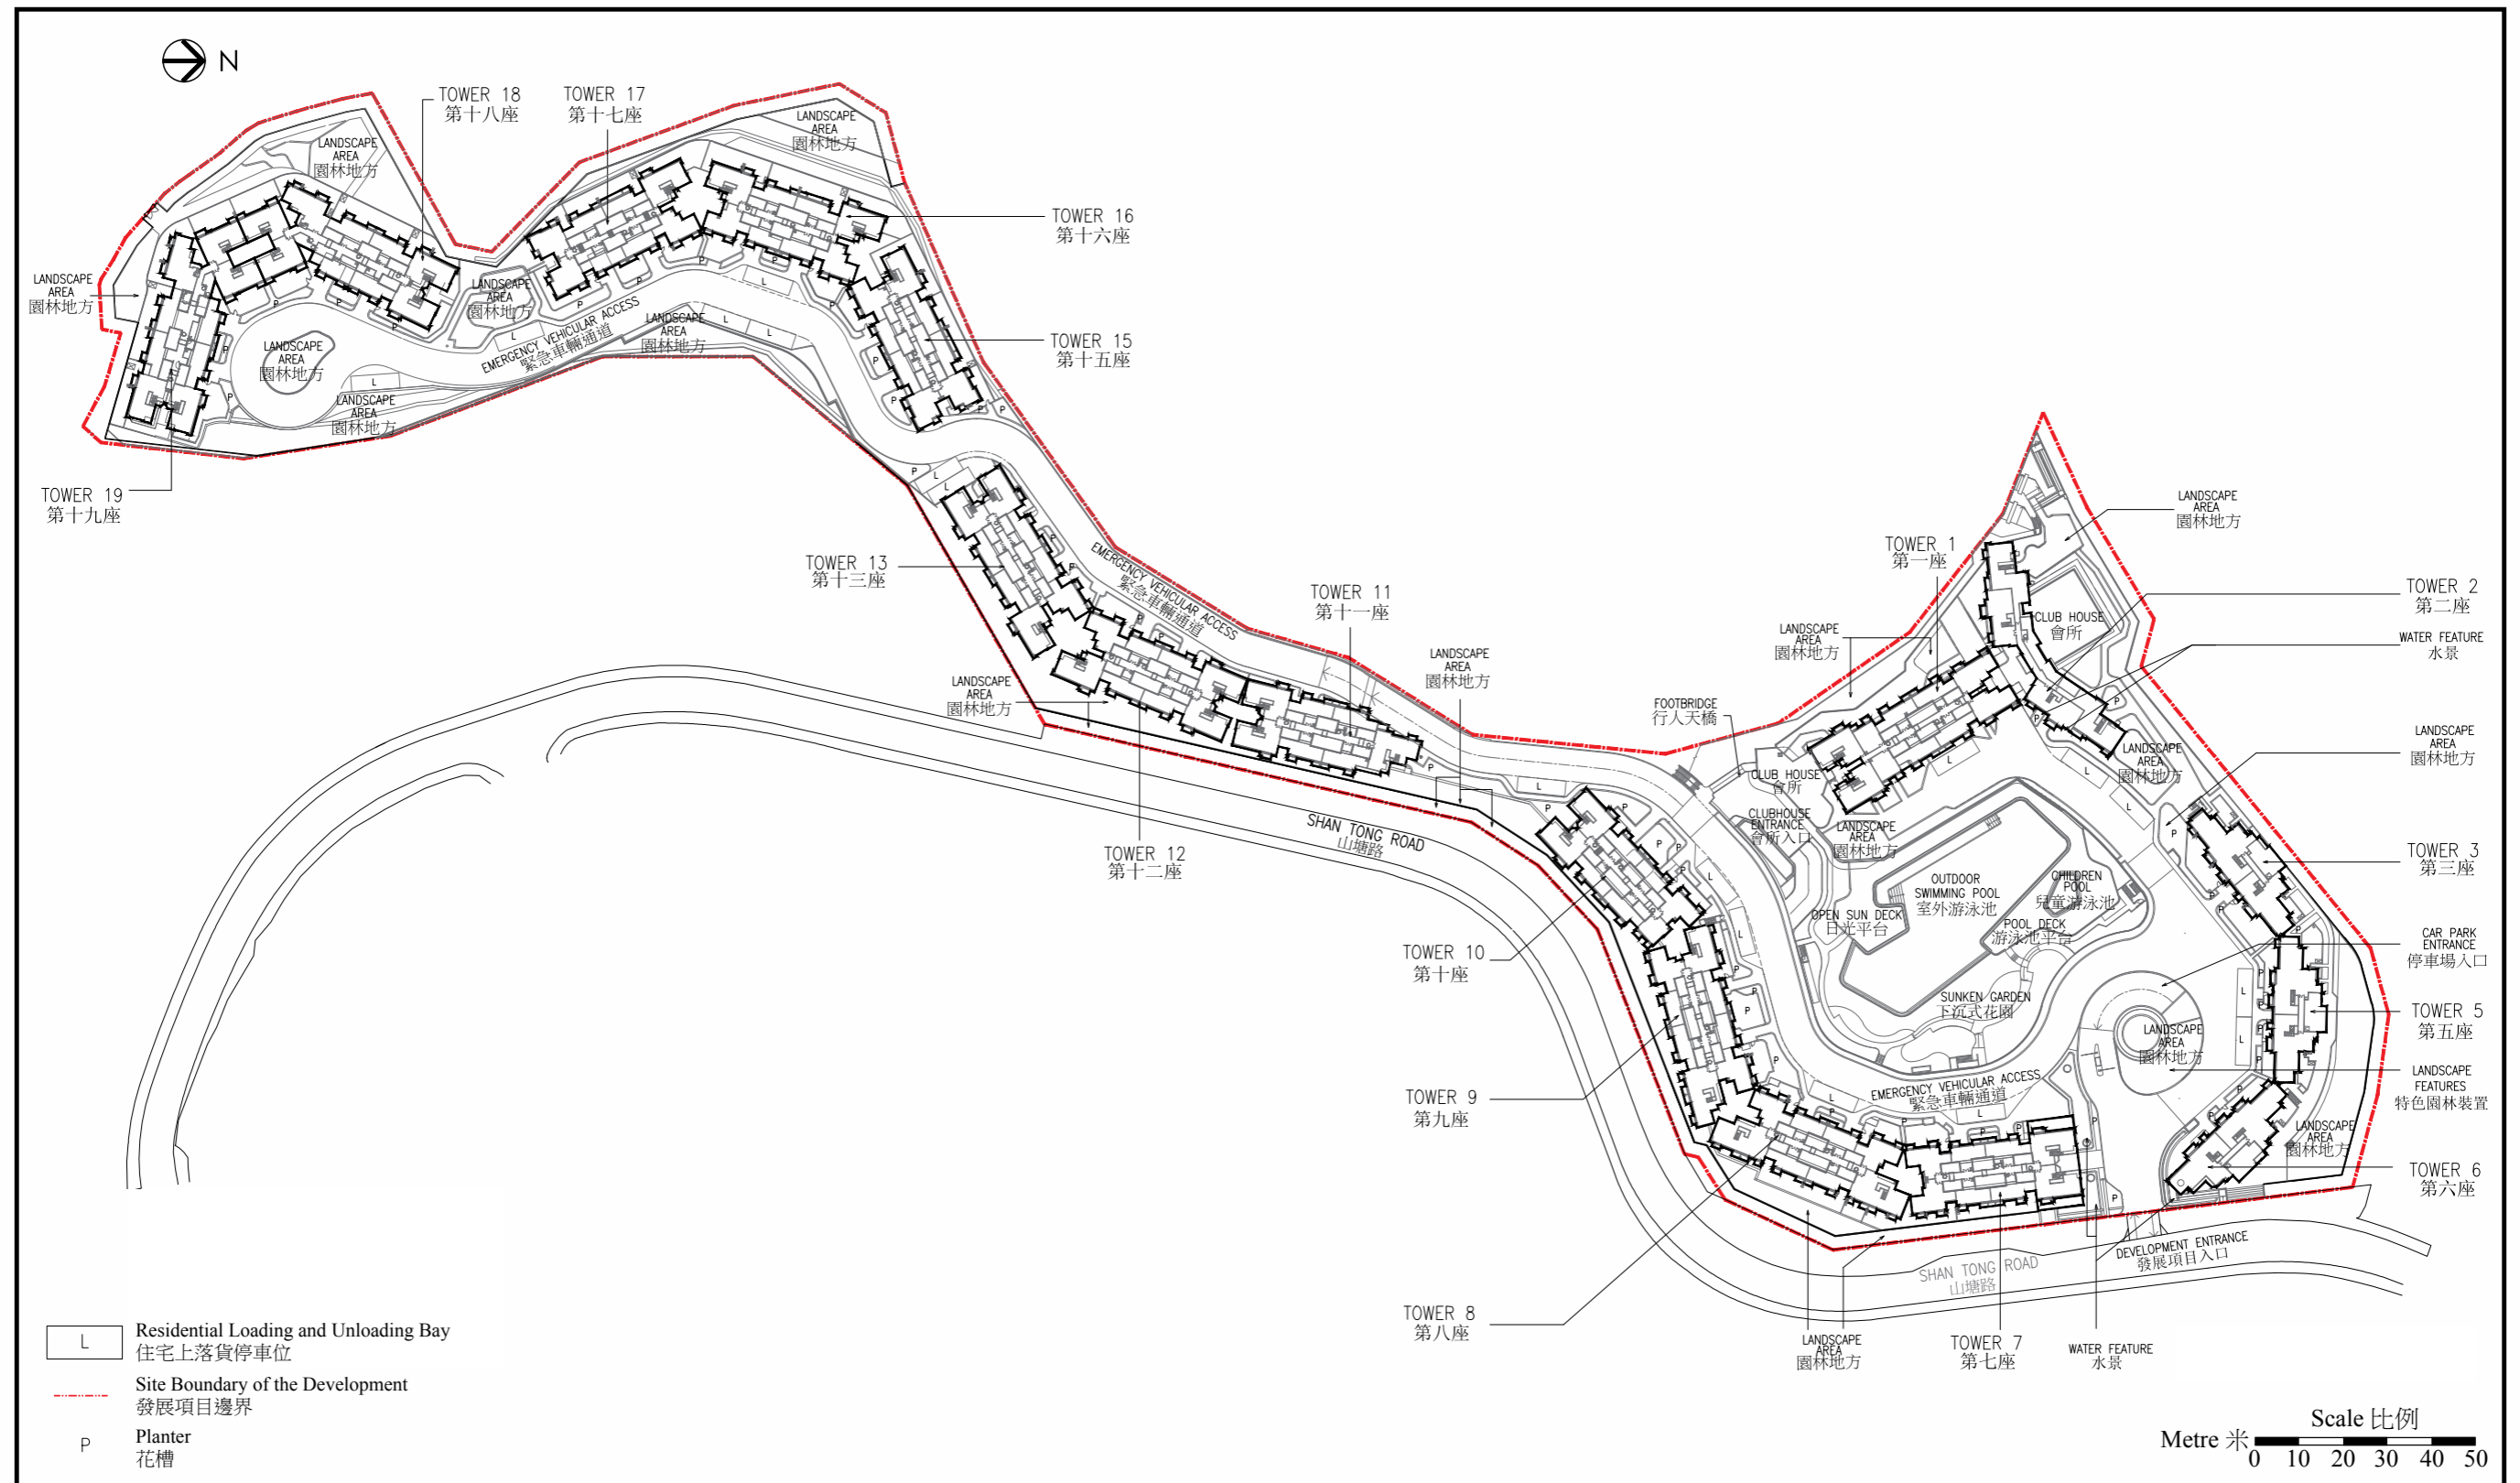 N
TOWER 18
第十八座
TOWER 17
第十七座
LANDSCAPE
AREA
園林地方
LANDSCAPE
AREA
園林地方
TOWER 16
第十六座
LANDSCAPE
AREA
園林地方
LANDSCAPE
AREA
園林地方
EMERGENCY VEHICULAR ACCESS
緊急車輛通道
LANDSCAPE
AREA
園林地方
TOWER 15
第十五座
LANDSCAPE
AREA
園林地方
LANDSCAPE
AREA
園林地方
TOWER 19
第十九座
TOWER 13
第十三座
EMERGENCY VEHICULAR ACCESS
緊急車輛通道
TOWER 11
第十一座
LANDSCAPE
AREA
園林地方
LANDSCAPE
AREA
園林地方
TOWER 12
第十二座
SHAN TONG ROAD
山塘路
LANDSCAPE
AREA
園林地方
TOWER 1
第一座
TOWER 2
第二座
CLUB HOUSE
會所
WATER FEATURE
水景
LANDSCAPE
AREA
園林地方
FOOTBRIDGE
行人天橋
CLUB HOUSE
會所
CLUBHOUSE
ENTRANCE
會所入口
LANDSCAPE
AREA
園林地方
LANDSCAPE
AREA
園林地方
LANDSCAPE
AREA
園林地方
TOWER 3
第三座
OUTDOOR
SWIMMING POOL
室外游泳池
CHILDREN
POOL
兒童游泳池
OPEN SUN DECK
日光平台
POOL DECK
游泳池平台
CAR PARK
ENTRANCE
停車場入口
TOWER 10
第十座
SUNKEN GARDEN
下沉式花園
TOWER 5
第五座
LANDSCAPE
AREA
園林地方
LANDSCAPE
FEATURES
特色園林裝置
TOWER 9
第九座
EMERGENCY VEHICULAR ACCESS
緊急車輛通道
LANDSCAPE
AREA
園林地方
TOWER 6
第六座
TOWER 8
第八座
SHAN TONG ROAD
山塘路
DEVELOPMENT ENTRANCE
發展項目入口
LANDSCAPE
AREA
園林地方
TOWER 7
第七座
WATER FEATURE
水景
L
Residential Loading and Unloading Bay
住宅上落貨停車位
Site Boundary of the Development
發展項目邊界
P
Planter
花槽
Scale 比例
Metre 米
0 10 20 30 40 50